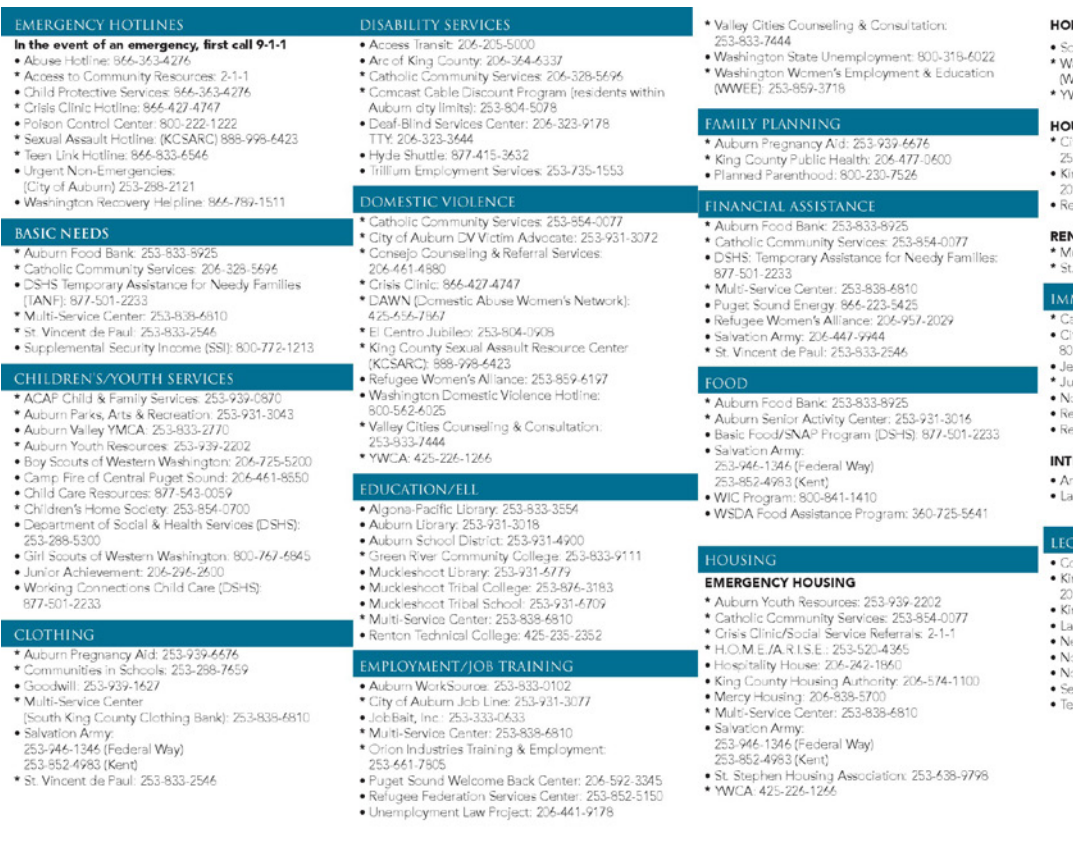 EMERGENCY HOTLINES
In the event of an emergency, first call 9-1-1
• Abuse Hotline: 866-363-4276
* Access to Community Resources: 2-1-1
• Child Protective Services: 866-363-4276
* Crisis Clinic Hotline: 866-427-4747
• Poison Control Center: 800-222-1222
* Sexual Assault Hotline: (KCSARC) 888-998-6423
* Teen Link Hotline: 866-833-6546
• Urgent Non-Emergencies:
(City of Auburn) 253-288-2121
• Washington Recovery Helpline: 866-789-1511
BASIC NEEDS
* Auburn Food Bank: 253-833-8925
* Catholic Community Services: 206-328-5696
• DSHS Temporary Assistance for Needy Families
(TANF): 877-501-2233
* Multi-Service Center: 253-838-6810
* St. Vincent de Paul: 253-833-2546
• Supplemental Security Income (SSI): 800-772-1213
CHILDREN'S/YOUTH SERVICES
* ACAP Child & Family Services: 253-939-0870
* Auburn Parks, Arts & Recreation: 253-931-3043
• Auburn Valley YMCA: 253-833-2770
* Auburn Youth Resources: 253-939-2202
• Boy Scouts of Western Washington: 206-725-5200
• Camp Fire of Central Puget Sound: 206-461-8550
• Child Care Resources: 877-543-0059
* Children's Home Society: 253-854-0700
• Department of Social & Health Services (DSHS):
253-288-5300
• Girl Scouts of Western Washington: 800-767-6845
• Junior Achievement: 206-296-2600
• Working Connections Child Care (DSHS):
877-501-2233
CLOTHING
* Auburn Pregnancy Aid: 253-939-6676
* Communities in Schools: 253-288-7659
• Goodwill: 253-939-1627
* Multi-Service Center
(South King County Clothing Bank): 253-838-6810
• Salvation Army:
253-946-1346 (Federal Way)
253-852-4983 (Kent)
* St. Vincent de Paul: 253-833-2546
DISABILITY SERVICES
• Access Transit: 206-205-5000
• Arc of King County: 206-364-6337
* Catholic Community Services: 206-328-5696
* Comcast Cable Discount Program (residents within
Auburn city limits): 253-804-5078
• Deaf-Blind Services Center: 206-323-9178
TTY: 206-323-3644
• Hyde Shuttle: 877-415-3632
• Trillium Employment Services: 253-735-1553
DOMESTIC VIOLENCE
* Catholic Community Services: 253-854-0077
* City of Auburn DV Victim Advocate: 253-931-3072
* Consejo Counseling & Referral Services:
206-461-4880
* Crisis Clinic: 866-427-4747
* DAWN (Domestic Abuse Women's Network):
425-656-7867
* El Centro Jubileo: 253-804-0908
* King County Sexual Assault Resource Center
(KCSARC): 888-998-6423
• Refugee Women's Alliance: 253-859-6197
• Washington Domestic Violence Hotline:
800-562-6025
* Valley Cities Counseling & Consultation:
253-833-7444
* YWCA: 425-226-1266
EDUCATION/ELL
• Algona-Pacific Library: 253-833-3554
• Auburn Library: 253-931-3018
• Auburn School District: 253-931-4900
* Green River Community College: 253-833-9111
• Muckleshoot Library: 253-931-6779
• Muckleshoot Tribal College: 253-876-3183
• Muckleshoot Tribal School: 253-931-6709
* Multi-Service Center: 253-838-6810
• Renton Technical College: 425-235-2352
EMPLOYMENT/JOB TRAINING
• Auburn WorkSource: 253-833-0102
* City of Auburn Job Line: 253-931-3077
• JobBait, Inc.: 253-333-0633
* Multi-Service Center: 253-838-6810
* Orion Industries Training & Employment:
253-661-7805
• Puget Sound Welcome Back Center: 206-592-3345
• Refugee Federation Services Center: 253-852-5150
• Unemployment Law Project: 206-441-9178
* Valley Cities Counseling & Consultation:
253-833-7444
• Washington State Unemployment: 800-318-6022
* Washington Women's Employment & Education
(WWEE): 253-859-3718
FAMILY PLANNING
* Auburn Pregnancy Aid: 253-939-6676
* King County Public Health: 206-477-0600
• Planned Parenthood: 800-230-7526
FINANCIAL ASSISTANCE
* Auburn Food Bank: 253-833-8925
* Catholic Community Services: 253-854-0077
• DSHS: Temporary Assistance for Needy Families:
877-501-2233
* Multi-Service Center: 253-838-6810
• Puget Sound Energy: 866-223-5425
• Refugee Women's Alliance: 206-957-2029
• Salvation Army: 206-447-9944
* St. Vincent de Paul: 253-833-2546
FOOD
* Auburn Food Bank: 253-833-8925
* Auburn Senior Activity Center: 253-931-3016
• Basic Food/SNAP Program (DSHS): 877-501-2233
• Salvation Army:
253-946-1346 (Federal Way)
253-852-4983 (Kent)
• WIC Program: 800-841-1410
• WSDA Food Assistance Program: 360-725-5641
HOUSING
EMERGENCY HOUSING
* Auburn Youth Resources: 253-939-2202
* Catholic Community Services: 253-854-0077
* Crisis Clinic/Social Service Referrals: 2-1-1
* H.O.M.E./A.R.I.S.E.: 253-520-4365
• Hospitality House: 206-242-1860
• King County Housing Authority: 206-574-1100
• Mercy Housing: 206-838-5700
* Multi-Service Center: 253-838-6810
• Salvation Army:
253-946-1346 (Federal Way)
253-852-4983 (Kent)
• St. Stephen Housing Association: 253-638-9798
* YWCA: 425-226-1266